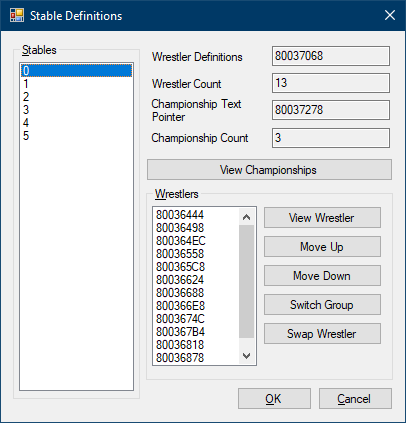 Stable Definitions
Stables
0
1
2
3
4
5
Wrestler Definitions 80037068
Wrestler Count 13
Championship Text Pointer 80037278
Championship Count 3
View Championships
Wrestlers
80036444
80036498
800364EC
80036558
800365C8
80036624
80036688
800366E8
8003674C
800367B4
80036818
80036878
View Wrestler
Move Up
Move Down
Switch Group
Swap Wrestler
OK Cancel